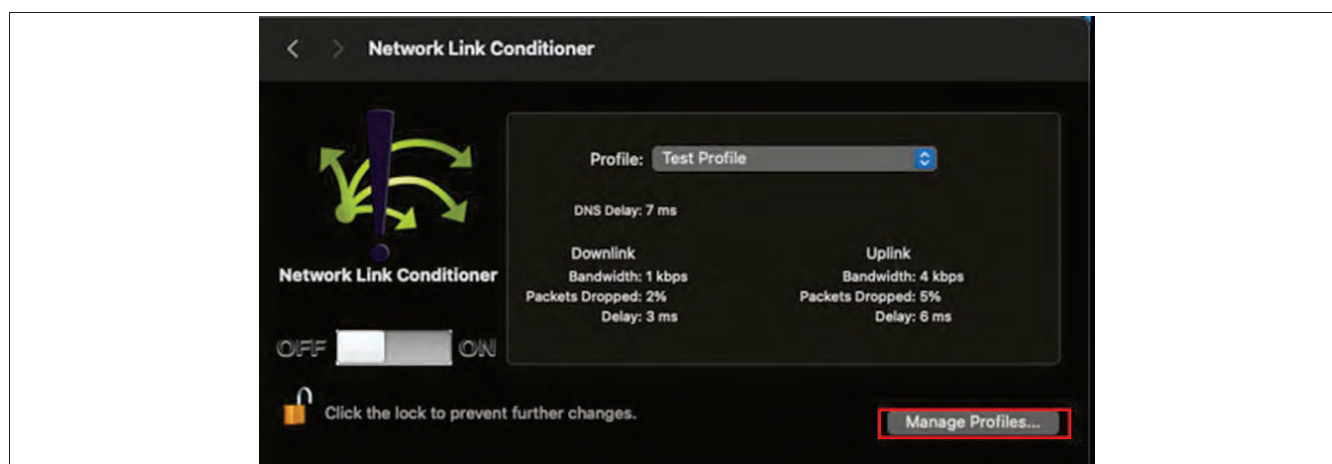 Network Link Conditioner
Profile: Test Profile
DNS Delay: 7 ms
Downlink
Bandwidth: 1 kbps
Packets Dropped: 2%
Delay: 3 ms
Uplink
Bandwidth: 4 kbps
Packets Dropped: 5%
Delay: 6 ms
Network Link Conditioner
OFF ON
Click the lock to prevent further changes.
Manage Profiles...